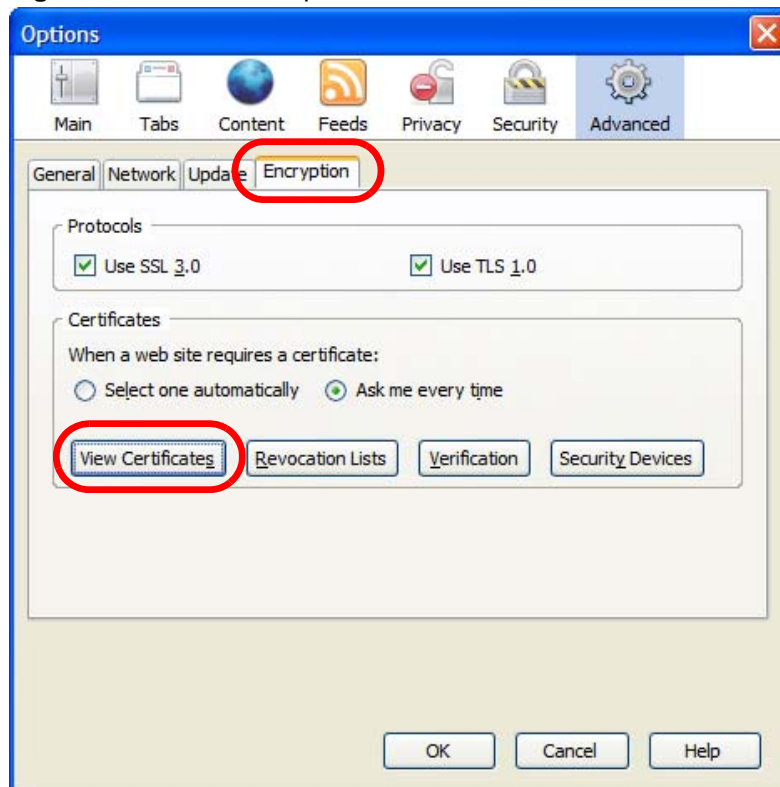 Options
Main Tabs Content Feeds Privacy Security Advanced
General Network Update Encryption
Protocols
Use SSL 3.0 Use TLS 1.0
Certificates
When a web site requires a certificate:
Select one automatically Ask me every time
View Certificates Revocation Lists Verification Security Devices
OK Cancel Help